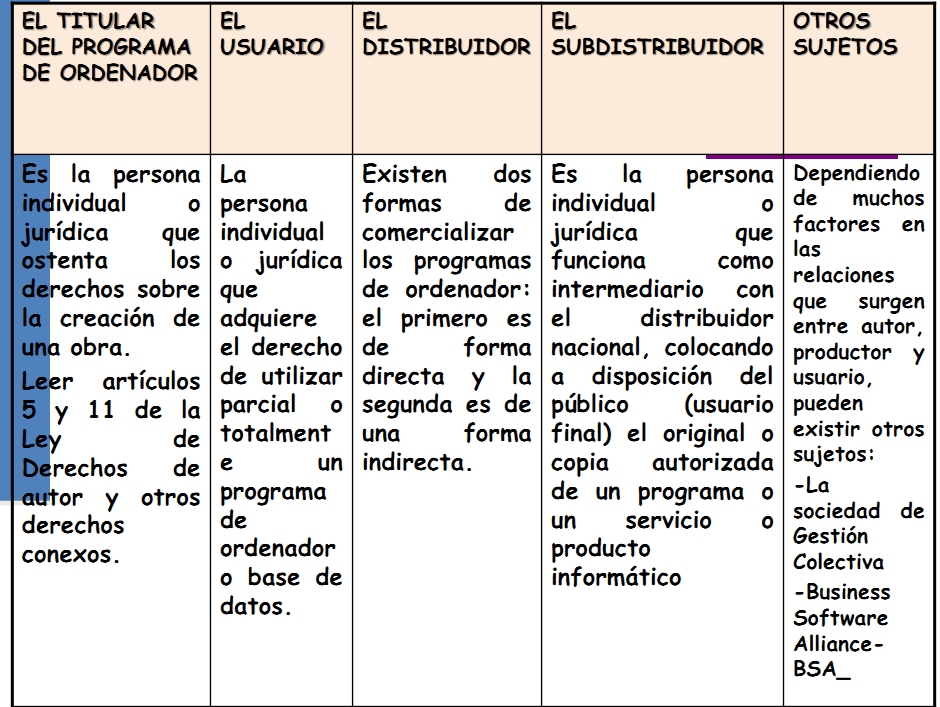 EL TITULAR
DEL PROGRAMA
DE ORDENADOR
EL
USUARIO
EL
DISTRIBUIDOR
EL
SUBDISTRIBUIDOR
OTROS
SUJETOS
Es la persona
individual o
jurídica que
ostenta los
derechos sobre
la creación de
una obra.
Leer artículos
5 y 11 de la
Ley de
Derechos de
autor y otros
derechos
conexos.
La
persona
individual
o jurídica
que
adquiere
el derecho
de utilizar
parcial o
totalment
e un
programa
de
ordenador
o base de
datos.
Existen dos
formas de
comercializar
los programas
de ordenador:
el primero es
de forma
directa y la
segunda es de
una forma
indirecta.
Es la persona
individual o
jurídica que
funciona como
intermediario con
el distribuidor
nacional, colocando
a disposición del
público (usuario
final) el original o
copia autorizada
de un programa o
un servicio o
producto
informático
Dependiendo
de muchos
factores en
las
relaciones
que surgen
entre autor,
productor y
usuario,
pueden
existir otros
sujetos:
-La
sociedad de
Gestión
Colectiva
-Business
Software
Alliance-
BSA_